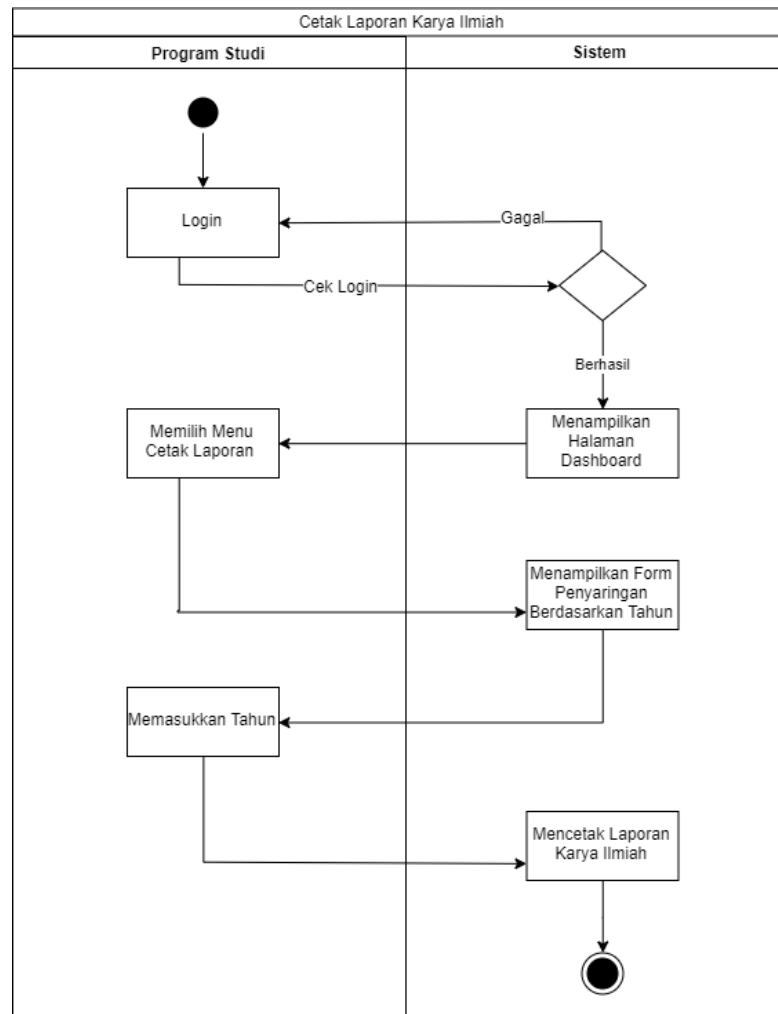 Cetak Laporan Karya Ilmiah
Program Studi
Sistem
Login
Gagal
Cek Login
Berhasil
Memilih Menu
Cetak Laporan
Menampilkan
Halaman
Dashboard
Menampilkan Form
Penyaringan
Berdasarkan Tahun
Memasukkan Tahun
Mencetak Laporan
Karya Ilmiah